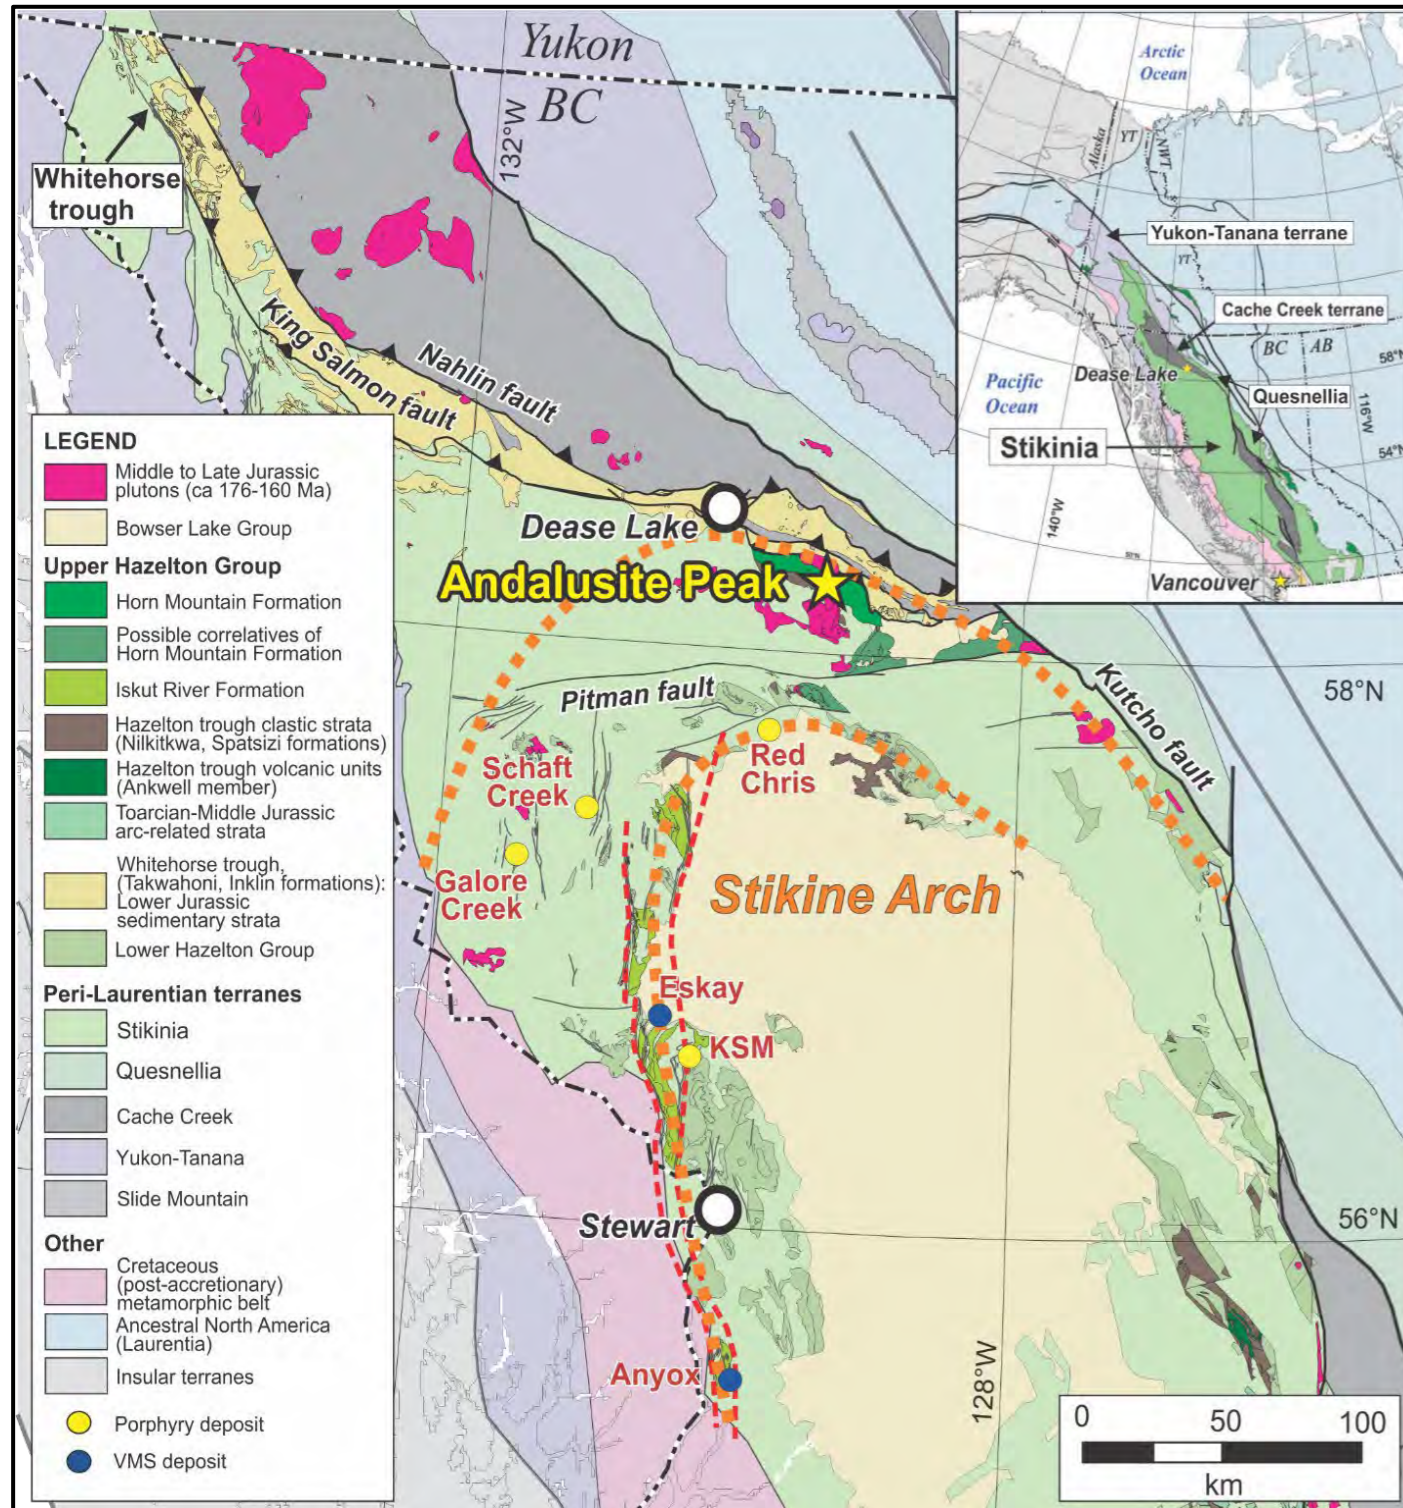 Yukon
BC
132°W
Whitehorse
trough
King Salmon fault
Nahlin fault
Dease Lake
Andalusite Peak
Pitman fault
Kutcho fault
58°N
Schaft
Creek
Red
Chris
Galore
Creek
Stikine Arch
Eskay
KSM
Stewart
56°N
Anyox
128°W
0 50 100
km
LEGEND
Middle to Late Jurassic
plutons (ca 176-160 Ma)
Bowser Lake Group
Upper Hazelton Group
Horn Mountain Formation
Possible correlatives of
Horn Mountain Formation
Iskut River Formation
Hazelton trough clastic strata
(Nilkitkwa, Spatsizi formations)
Hazelton trough volcanic units
(Ankwell member)
Toarcian-Middle Jurassic
arc-related strata
Whitehorse trough,
(Takwahoni, Inklin formations):
Lower Jurassic
sedimentary strata
Lower Hazelton Group
Peri-Laurentian terranes
Stikinia
Quesnellia
Cache Creek
Yukon-Tanana
Slide Mountain
Other
Cretaceous
(post-accretionary)
metamorphic belt
Ancestral North America
(Laurentia)
Insular terranes
Porphyry deposit
VMS deposit
Arctic
Ocean
Alaska
YT
NWT
Yukon-Tanana terrane
YT
Cache Creek terrane
BC
AB
58°N
Dease Lake
Pacific
Ocean
Quesnellia
116°W
Stikinia
54°N
140°W
50°N
Vancouver